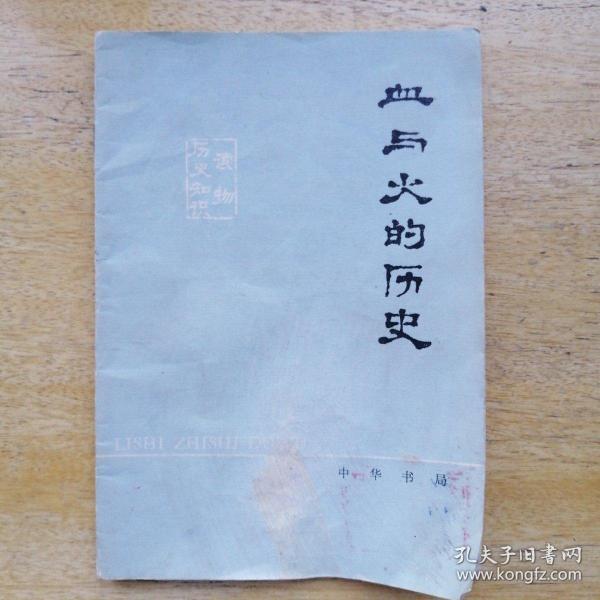 血与火的历史
历史知识
读物
LISHI ZHISHI DUWU
中华书局
孔夫子旧書网
www.kongfz.com